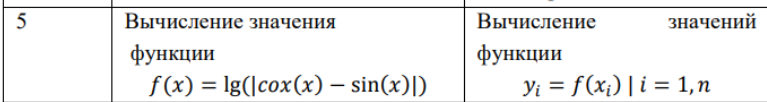 5
Вычисление значения
функции
f(x) = lg(|cox(x) − sin(x)|)
Вычисление значений
функции
yᵢ = f(xᵢ) | i = 1,n